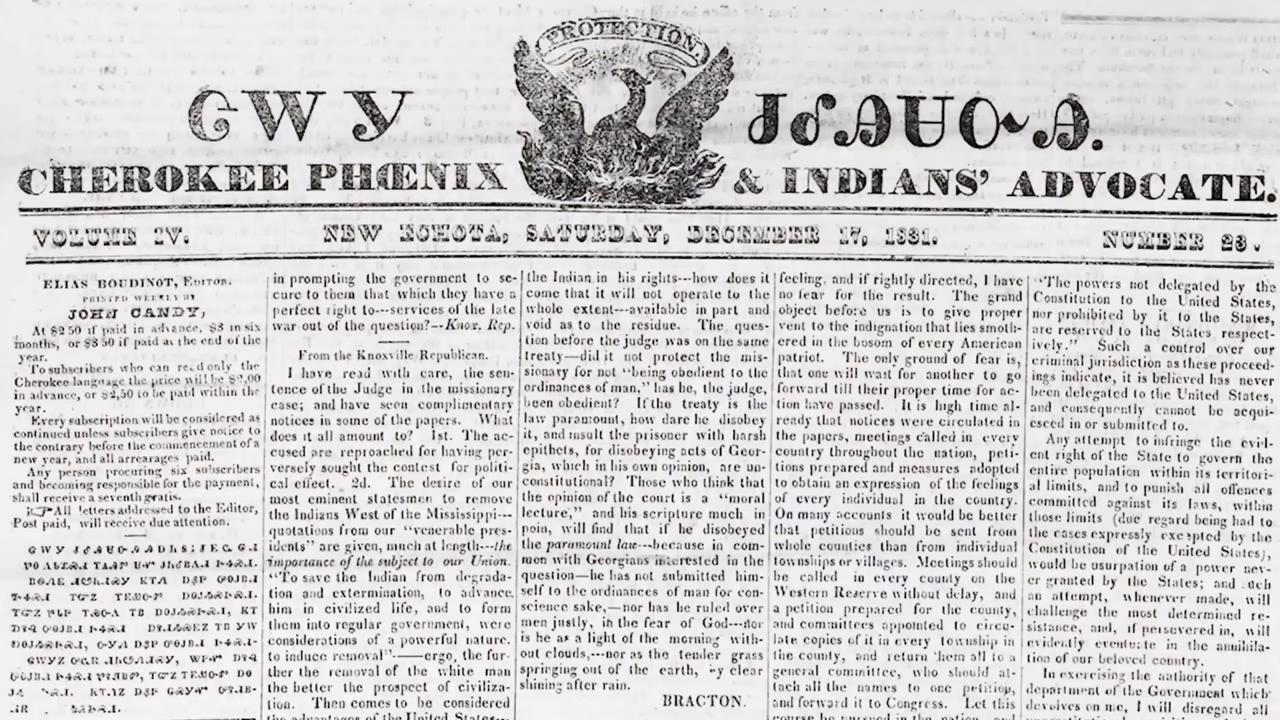 PROTECTION
ᏣᎳᎩ ᏧᎴᎯᏌᏅᎯ.
CHEROKEE PHŒNIX & INDIANS' ADVOCATE.
VOLUME IV. NEW ECHOTA, SATURDAY, DECEMBER 17, 1831. NUMBER 23.
ELIAS BOUDINOT, EDITOR.
PRINTED WEEKLY BY
JOHN CANDY,
At $2 50 if paid in advance, $3 in six
months, or $3 50 if paid at the end of the
year.
To subscribers who can read only the
Cherokee language the price will be $2,00
in advance, or $2,50 to be paid within the
year.
Every subscription will be considered as
continued unless subscribers give notice to
the contrary before the commencement of a
new year, and all arrearages paid.
Any person procuring six subscribers
and becoming responsible for the payment,
shall receive a seventh gratis.
☞All letters addressed to the Editor,
Post paid, will receive due attention.
in prompting the government to se-
cure to them that which they have a
perfect right to---services of the late
war out of the question?--Knox. Rep.
From the Knoxville Republican.
I have read with care, the sen-
tence of the Judge in the missionary
case; and have seen complimentary
notices in some of the papers. What
does it all amount to? 1st. The ac-
cused are reproached for having per-
versely sought the contest for politi-
cal effect. 2d. The desire of our
most eminent statesmen to remove
the Indians West of the Mississippi---
quotations from our "venerable pres-
idents" are given, much at length---the
importance of the subject to our Union.
"To save the Indian from degrada-
tion and extermination, to advance
him in civilized life, and to form
them into regular government, were
considerations of a powerful nature.
to induce removal".----ergo, the fur-
ther the removal of the white man
the better the prospect of civiliza-
tion. Then comes to be considered
the advantages of the United States---
the Indian in his rights---how does it
come that it will not operate to the
whole extent---available in part and
void as to the residue. The ques-
tion before the judge was on the same
treaty---did it not protect the mis-
sionary for not "being obedient to the
ordinances of man," has he, the judge,
been obedient? If the treaty is the
law paramount, how dare he disobey
it, and insult the prisoner with harsh
epithets, for disobeying acts of Geor-
gia, which in his own opinion, are un-
constitutional? Those who think that
the opinion of the court is a "moral
lecture," and his scripture much in
poin, will find that if he disobeyed
the paramount law---because in com-
mon with Georgians interested in the
question---he has not submitted him-
self to the ordinances of man for con-
science sake,---nor has he ruled over
men justly, in the fear of God---nor
is he as a light of the morning with-
out clouds,---nor as the tender grass
springing out of the earth, by clear
shining after rain.
BRACTON.
feeling, and if rightly directed, I have
no fear for the result. The grand
object before us is to give proper
vent to the indignation that lies smoth-
ered in the bosom of every American
patriot. The only ground of fear is,
that one will wait for another to go
forward till their proper time for ac-
tion have passed. It is high time al-
ready that notices were circulated in
the papers, meetings called in every
country throughout the nation, peti-
tions prepared and measures adopted
to obtain an expression of the feelings
of every individual in the country.
On many accounts it would be better
that petitions should be sent from
whole counties than from individual
townships or villages. Meetings should
be called in every county on the
Western Reserve without delay, and
a petition prepared for the county,
and committees appointed to circu-
late copies of it in every township in
the county, and return them all to a
general committee, who should at-
tach all the names to one petition,
and forward it to Congress. Let this
course be pursued in the nation, and
"The powers not delegated by the
Constitution to the United States,
nor prohibited by it to the States,
are reserved to the States respect-
ively." Such a control over our
criminal jurisdiction as these proceed-
ings indicate, it is believed has never
been delegated to the United States,
and consequently cannot be acqui-
esced in or submitted to.
Any attempt to infringe the evil-
ent right of the State to govern the
entire population within its territori-
al limits, and to punish all offences
committed against its laws, within
those limits (due regard being had to
the cases expressly excepted by the
Constitution of the United States),
would be usurpation of a power nev-
er granted by the States; and such
an attempt, whenever made, will
challenge the most determined re-
sistance, and, if persevered in, will
evidently eventuate in the annihila-
tion of our beloved country.
In exercising the authority of that
department of the Government which
devolves on me, I will disregard all